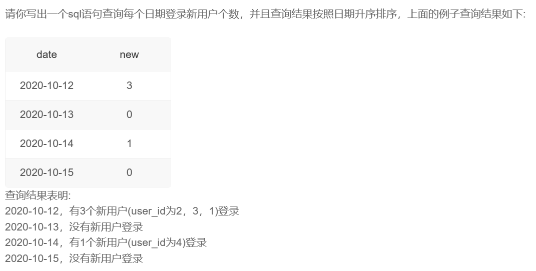 请你写出一个sql语句查询每个日期登录新用户个数，并且查询结果按照日期升序排序，上面的例子查询结果如下:
date new
2020-10-12 3
2020-10-13 0
2020-10-14 1
2020-10-15 0
查询结果表明:
2020-10-12，有3个新用户(user_id为2，3，1)登录
2020-10-13，没有新用户登录
2020-10-14，有1个新用户(user_id为4)登录
2020-10-15，没有新用户登录